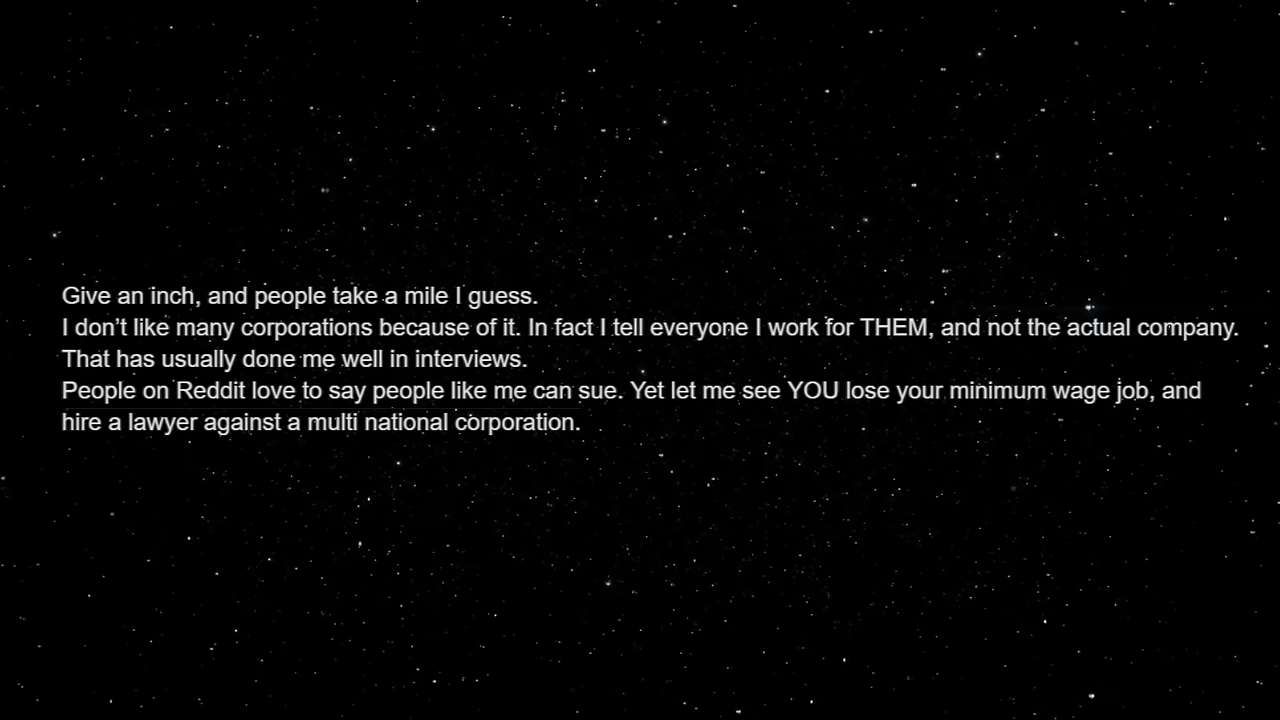 Give an inch, and people take a mile I guess.
I don’t like many corporations because of it. In fact I tell everyone I work for THEM, and not the actual company.
That has usually done me well in interviews.
People on Reddit love to say people like me can sue. Yet let me see YOU lose your minimum wage job, and
hire a lawyer against a multi national corporation.